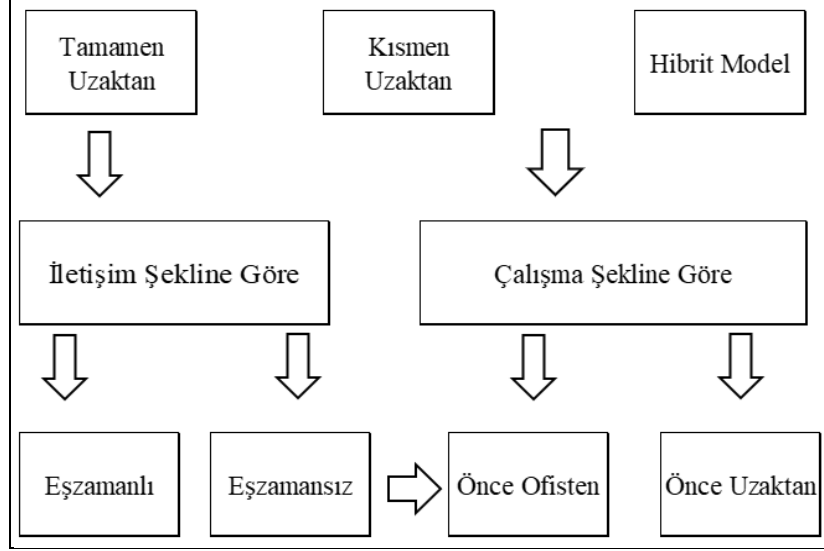 Tamamen
Uzaktan
Kısmen
Uzaktan
Hibrit Model
İletişim Şekline Göre
Çalışma Şekline Göre
Eşzamanlı
Eşzamansız
Önce Ofisten
Önce Uzaktan